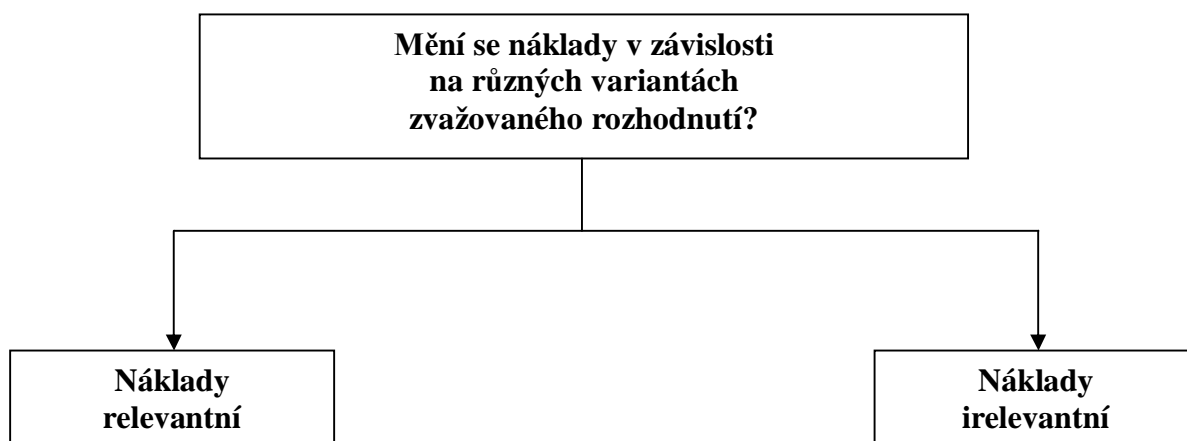 Mění se náklady v závislosti
na různých variantách
zvažovaného rozhodnutí?
Náklady
relevantní
Náklady
irelevantní